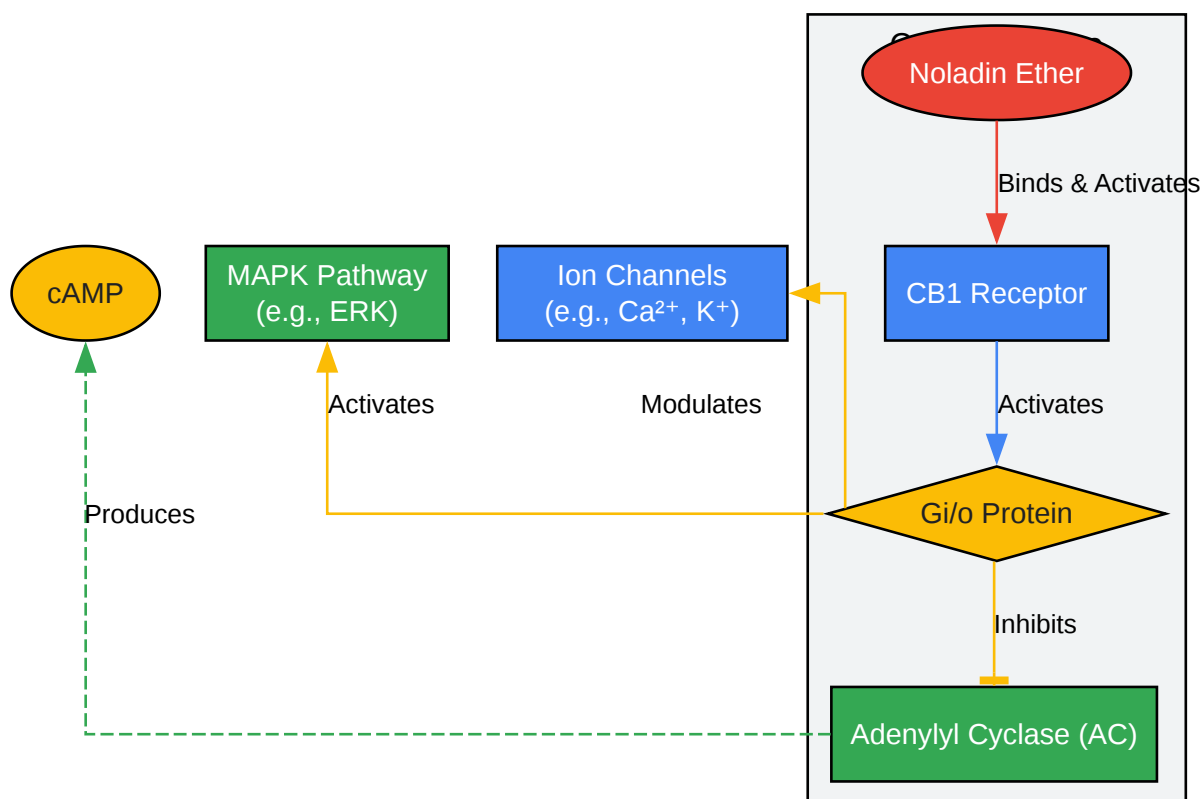 Noladin Ether
Binds & Activates
cAMP
MAPK Pathway
(e.g., ERK)
Ion Channels
(e.g., Ca²⁺, K⁺)
CB1 Receptor
Activates
Modulates
Activates
Produces
Gi/o Protein
Inhibits
Adenylyl Cyclase (AC)